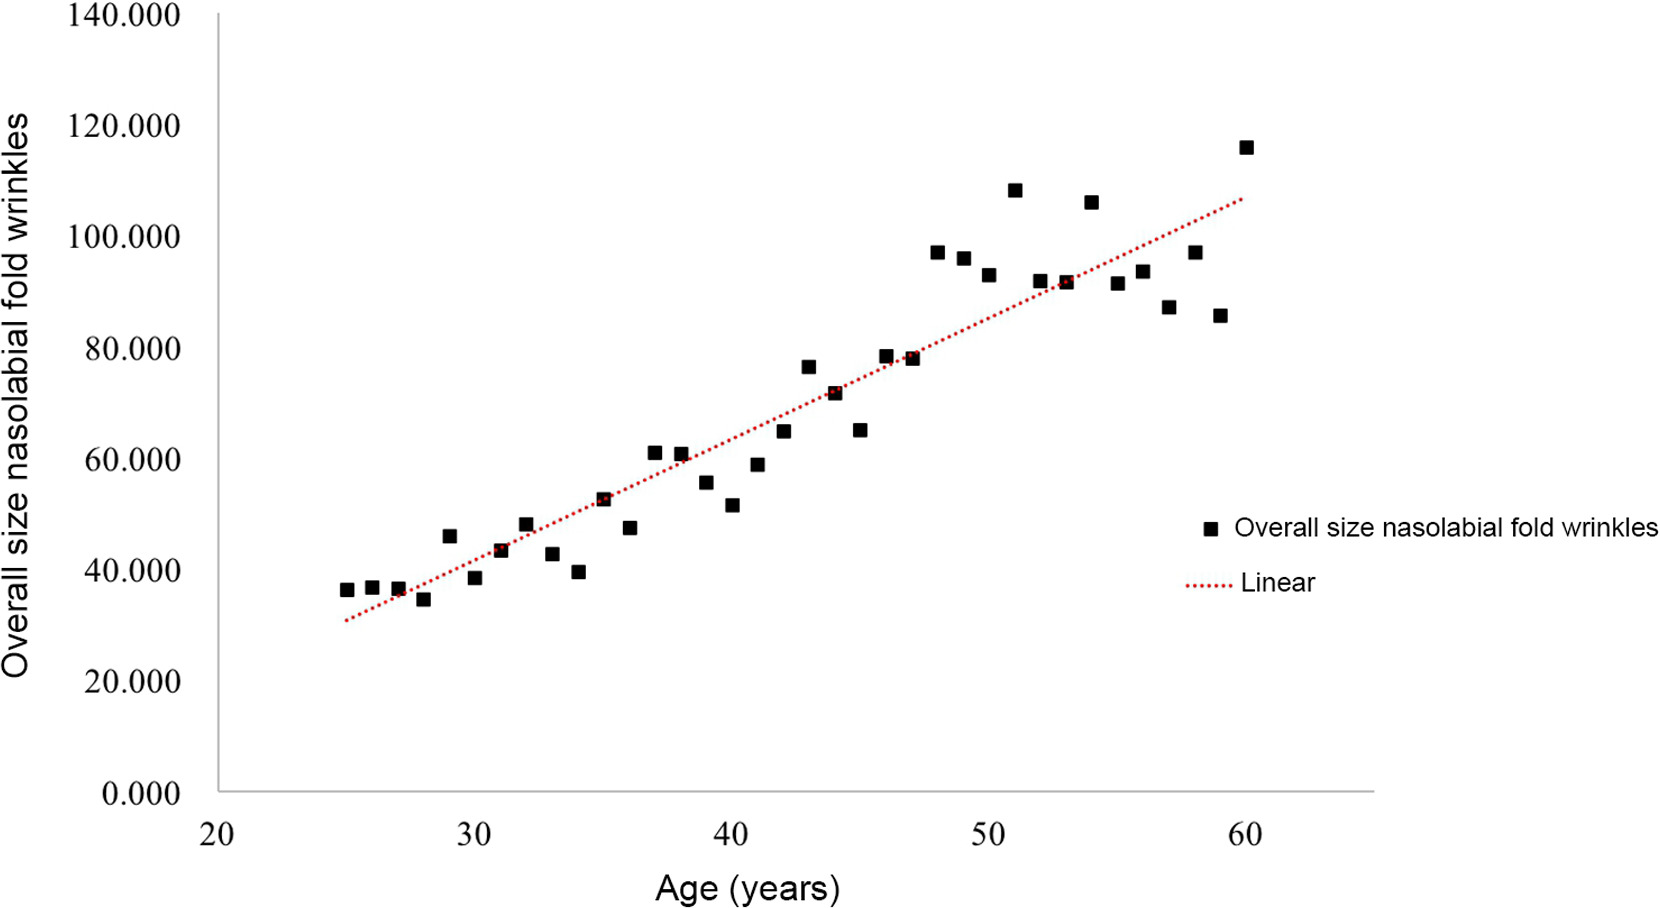 Overall size nasolabial fold wrinkles
140.000
120.000
100.000
80.000
60.000
40.000
20.000
0.000
20 30 40 50 60
Age (years)
Overall size nasolabial fold wrinkles
Linear